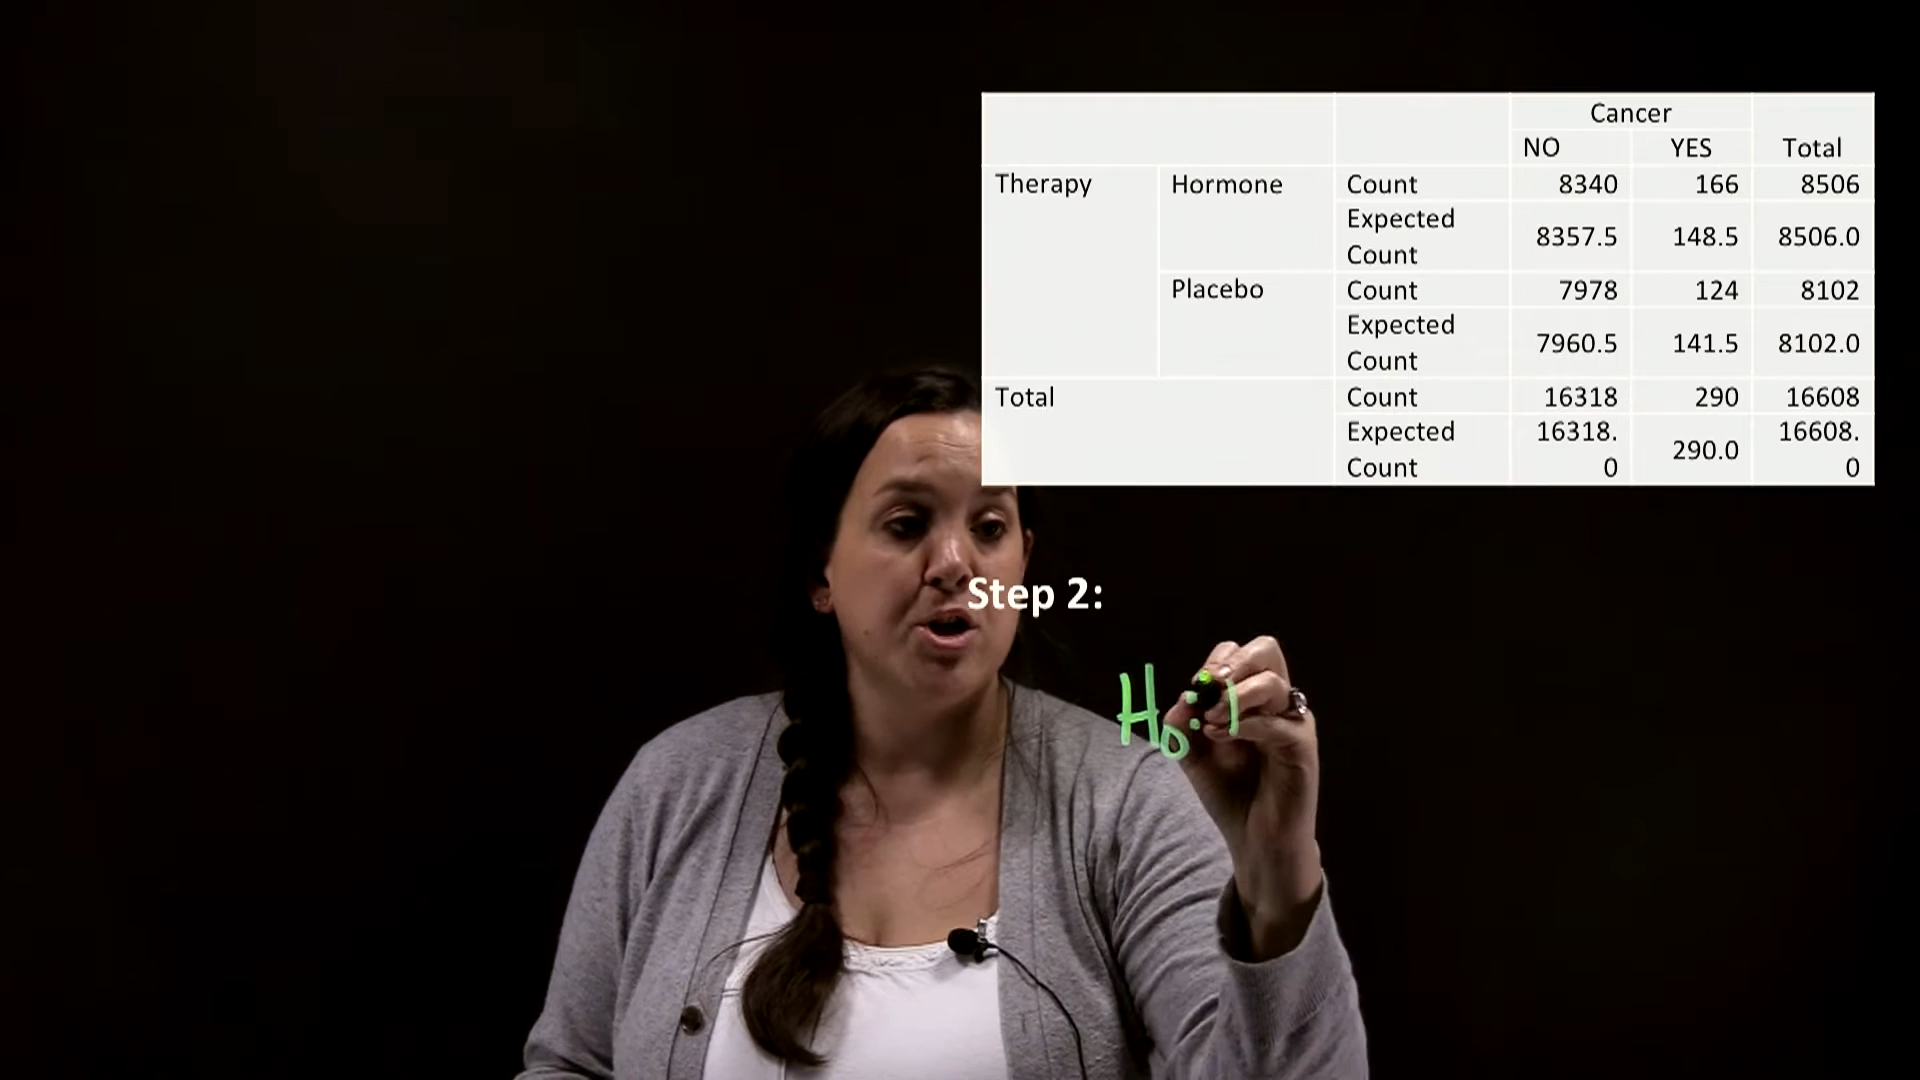 Cancer
NO YES Total
Therapy Hormone Count 8340 166 8506
Expected Count 8357.5 148.5 8506.0
Placebo Count 7978 124 8102
Expected Count 7960.5 141.5 8102.0
Total Count 16318 290 16608
Expected Count 16318.0 290.0 16608.0
Step 2:
H0: